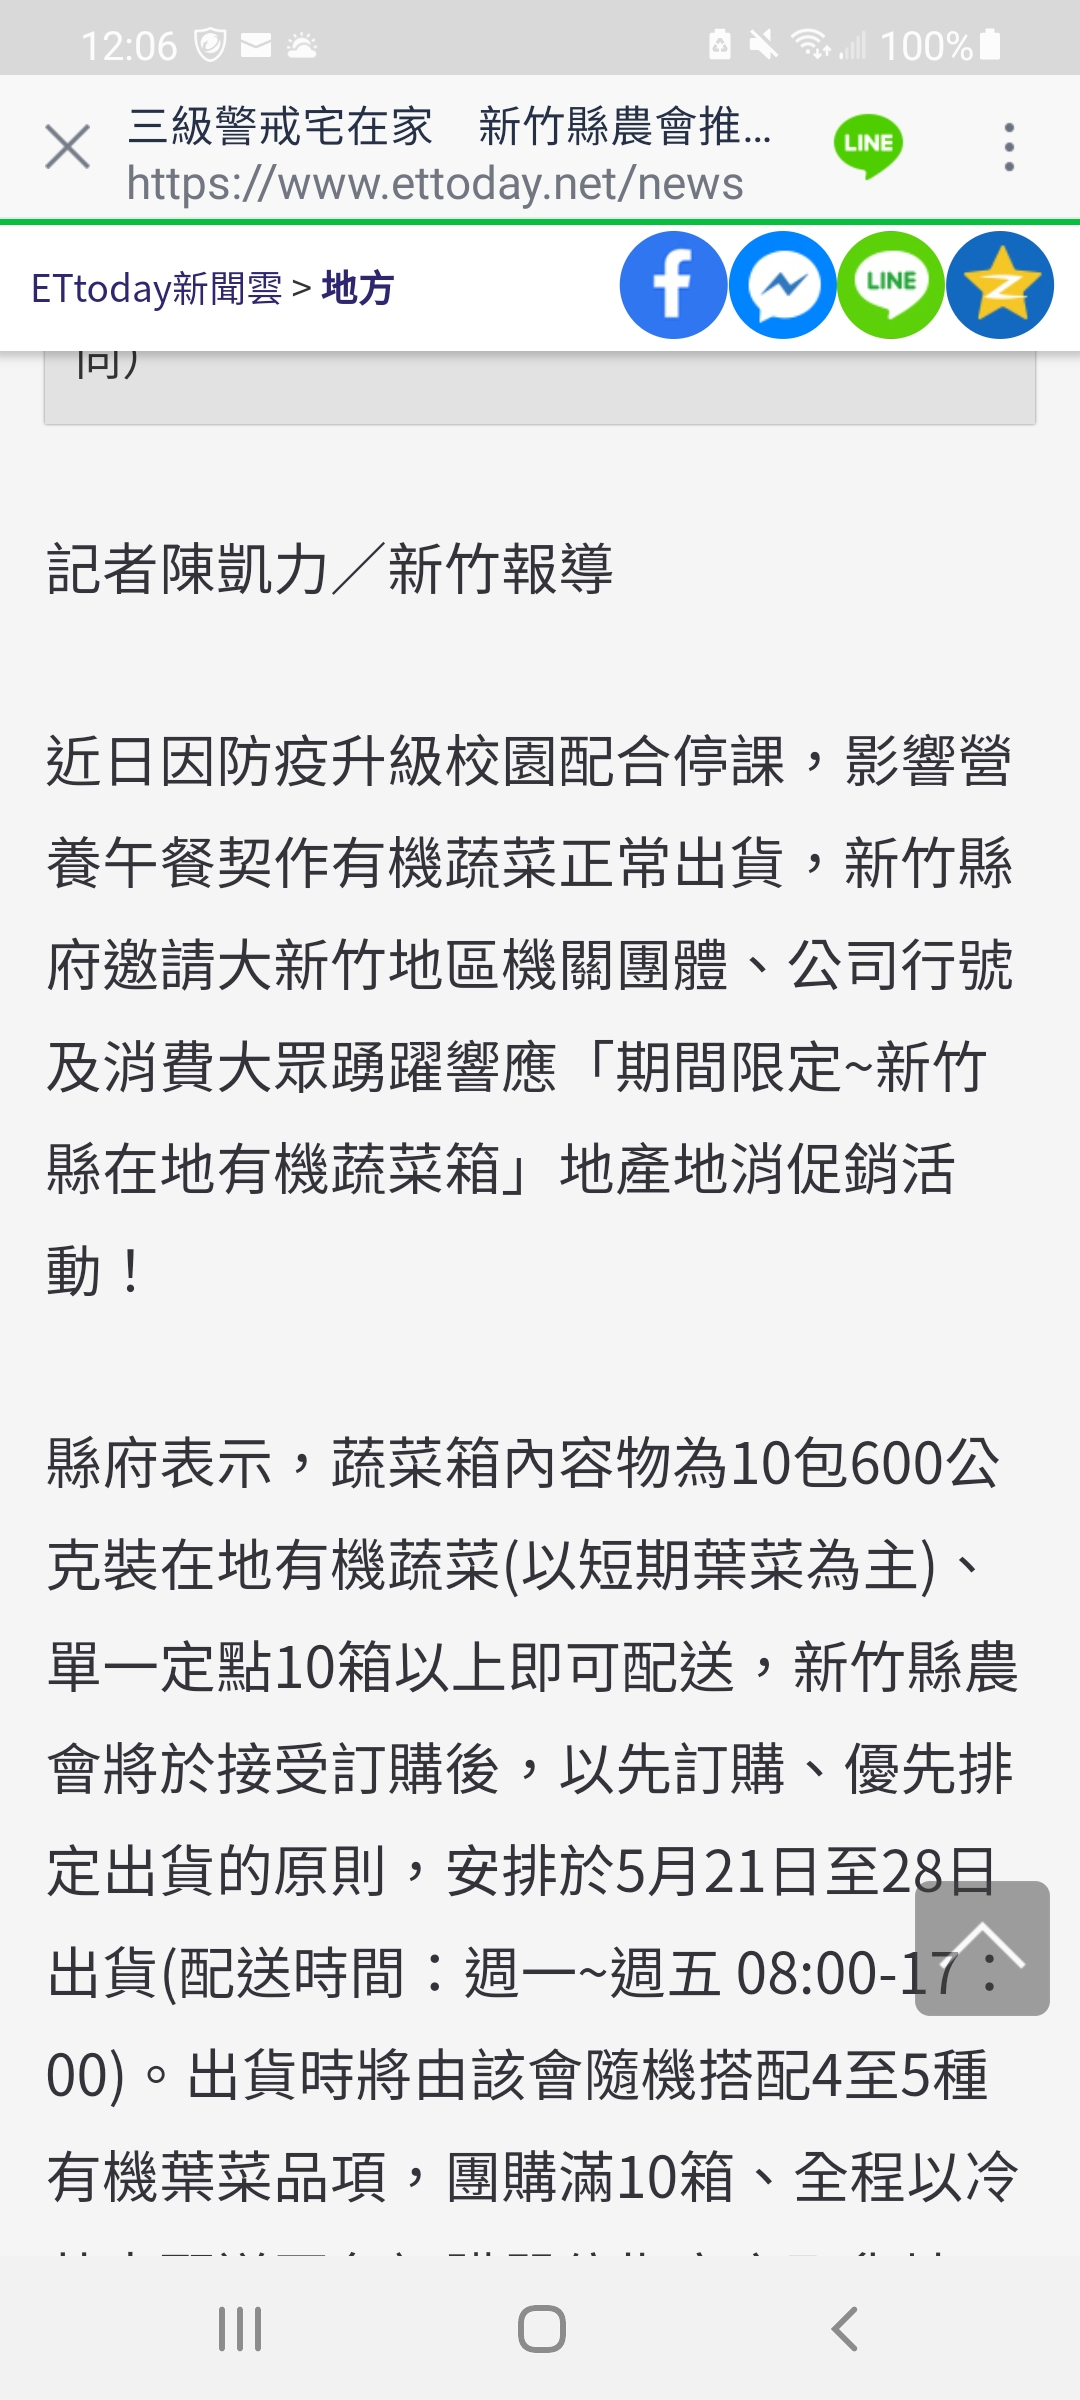 12:06
100%
三級警戒宅在家　新竹縣農會推...
https://www.ettoday.net/news
LINE
ETtoday新聞雲 > 地方
LINE
記者陳凱力／新竹報導
近日因防疫升級校園配合停課，影響營
養午餐契作有機蔬菜正常出貨，新竹縣
府邀請大新竹地區機關團體、公司行號
及消費大眾踴躍響應「期間限定~新竹
縣在地有機蔬菜箱」地產地消促銷活
動！
縣府表示，蔬菜箱內容物為10包600公
克裝在地有機蔬菜(以短期葉菜為主)、
單一定點10箱以上即可配送，新竹縣農
會將於接受訂購後，以先訂購、優先排
定出貨的原則，安排於5月21日至28日
出貨(配送時間：週一~週五 08:00-17：
00)。出貨時將由該會隨機搭配4至5種
有機葉菜品項，團購滿10箱、全程以冷